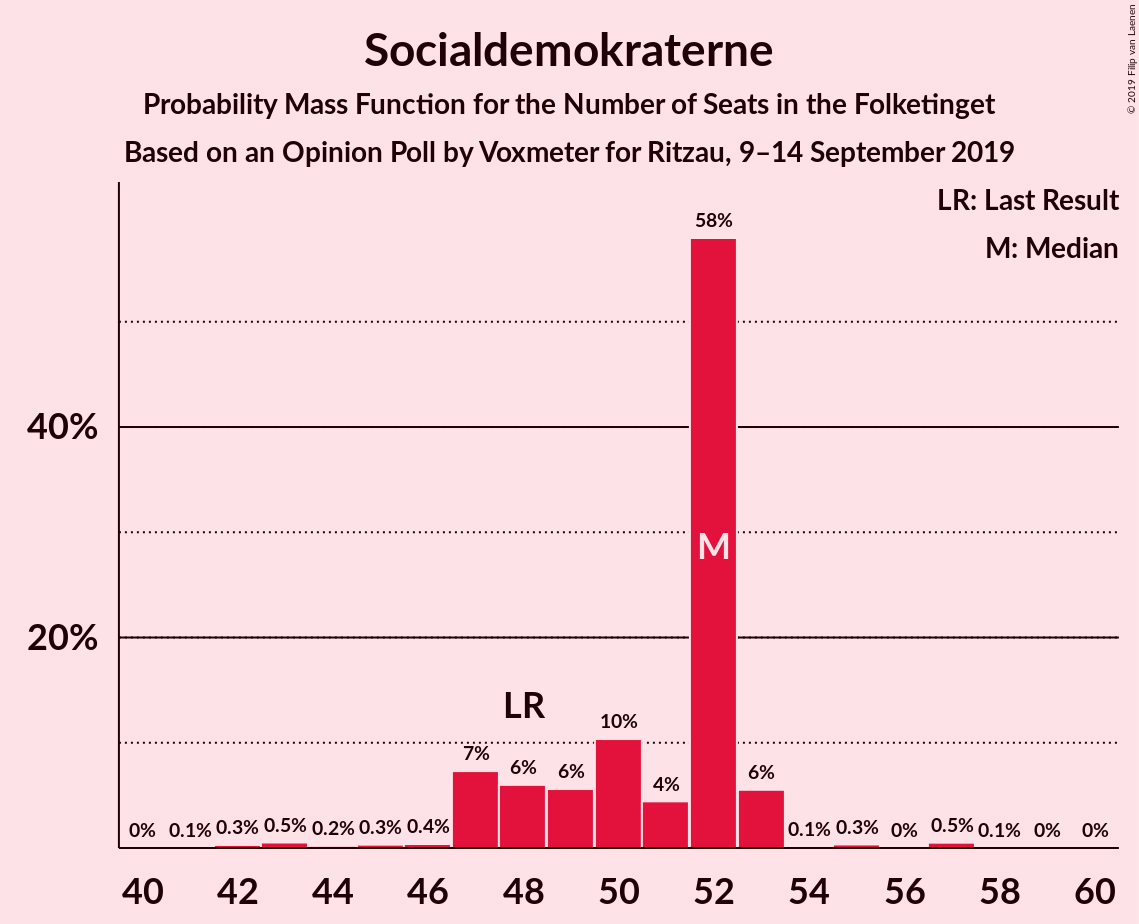 Socialdemokraterne
Probability Mass Function for the Number of Seats in the Folketinget
Based on an Opinion Poll by Voxmeter for Ritzau, 9–14 September 2019
© 2019 Filip van Laenen
LR: Last Result
M: Median
58%
40%
M
20%
LR
10%
7%
6%
6%
4%
6%
0%
0.1%
0.3%
0.5%
0.2%
0.3%
0.4%
0.1%
0.3%
0%
0.5%
0.1%
0%
0%
40 42 44 46 48 50 52 54 56 58 60